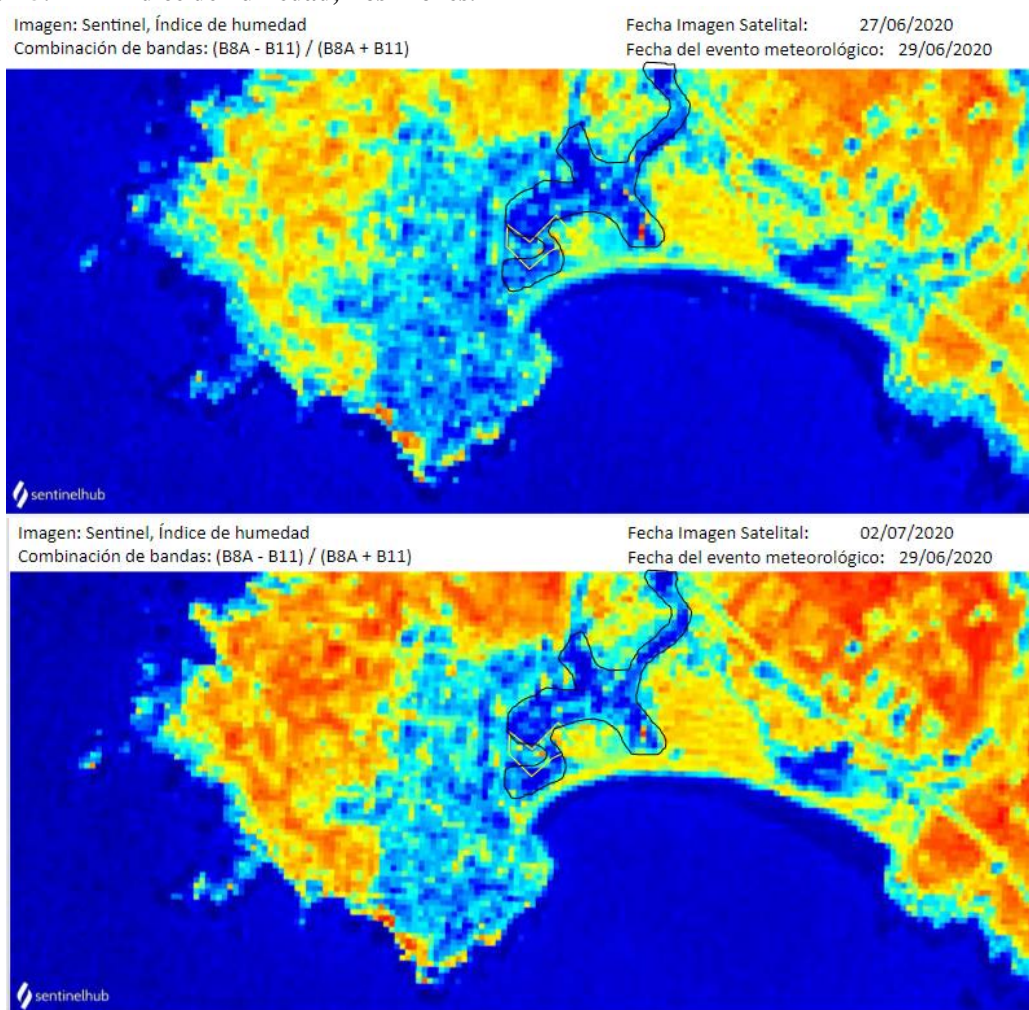 Imagen: Sentinel, Índice de humedad
Fecha Imagen Satelital: 27/06/2020
Combinación de bandas: (B8A - B11) / (B8A + B11)
Fecha del evento meteorológico: 29/06/2020
sentinelhub
Imagen: Sentinel, Índice de humedad
Fecha Imagen Satelital: 02/07/2020
Combinación de bandas: (B8A - B11) / (B8A + B11)
Fecha del evento meteorológico: 29/06/2020
sentinelhub